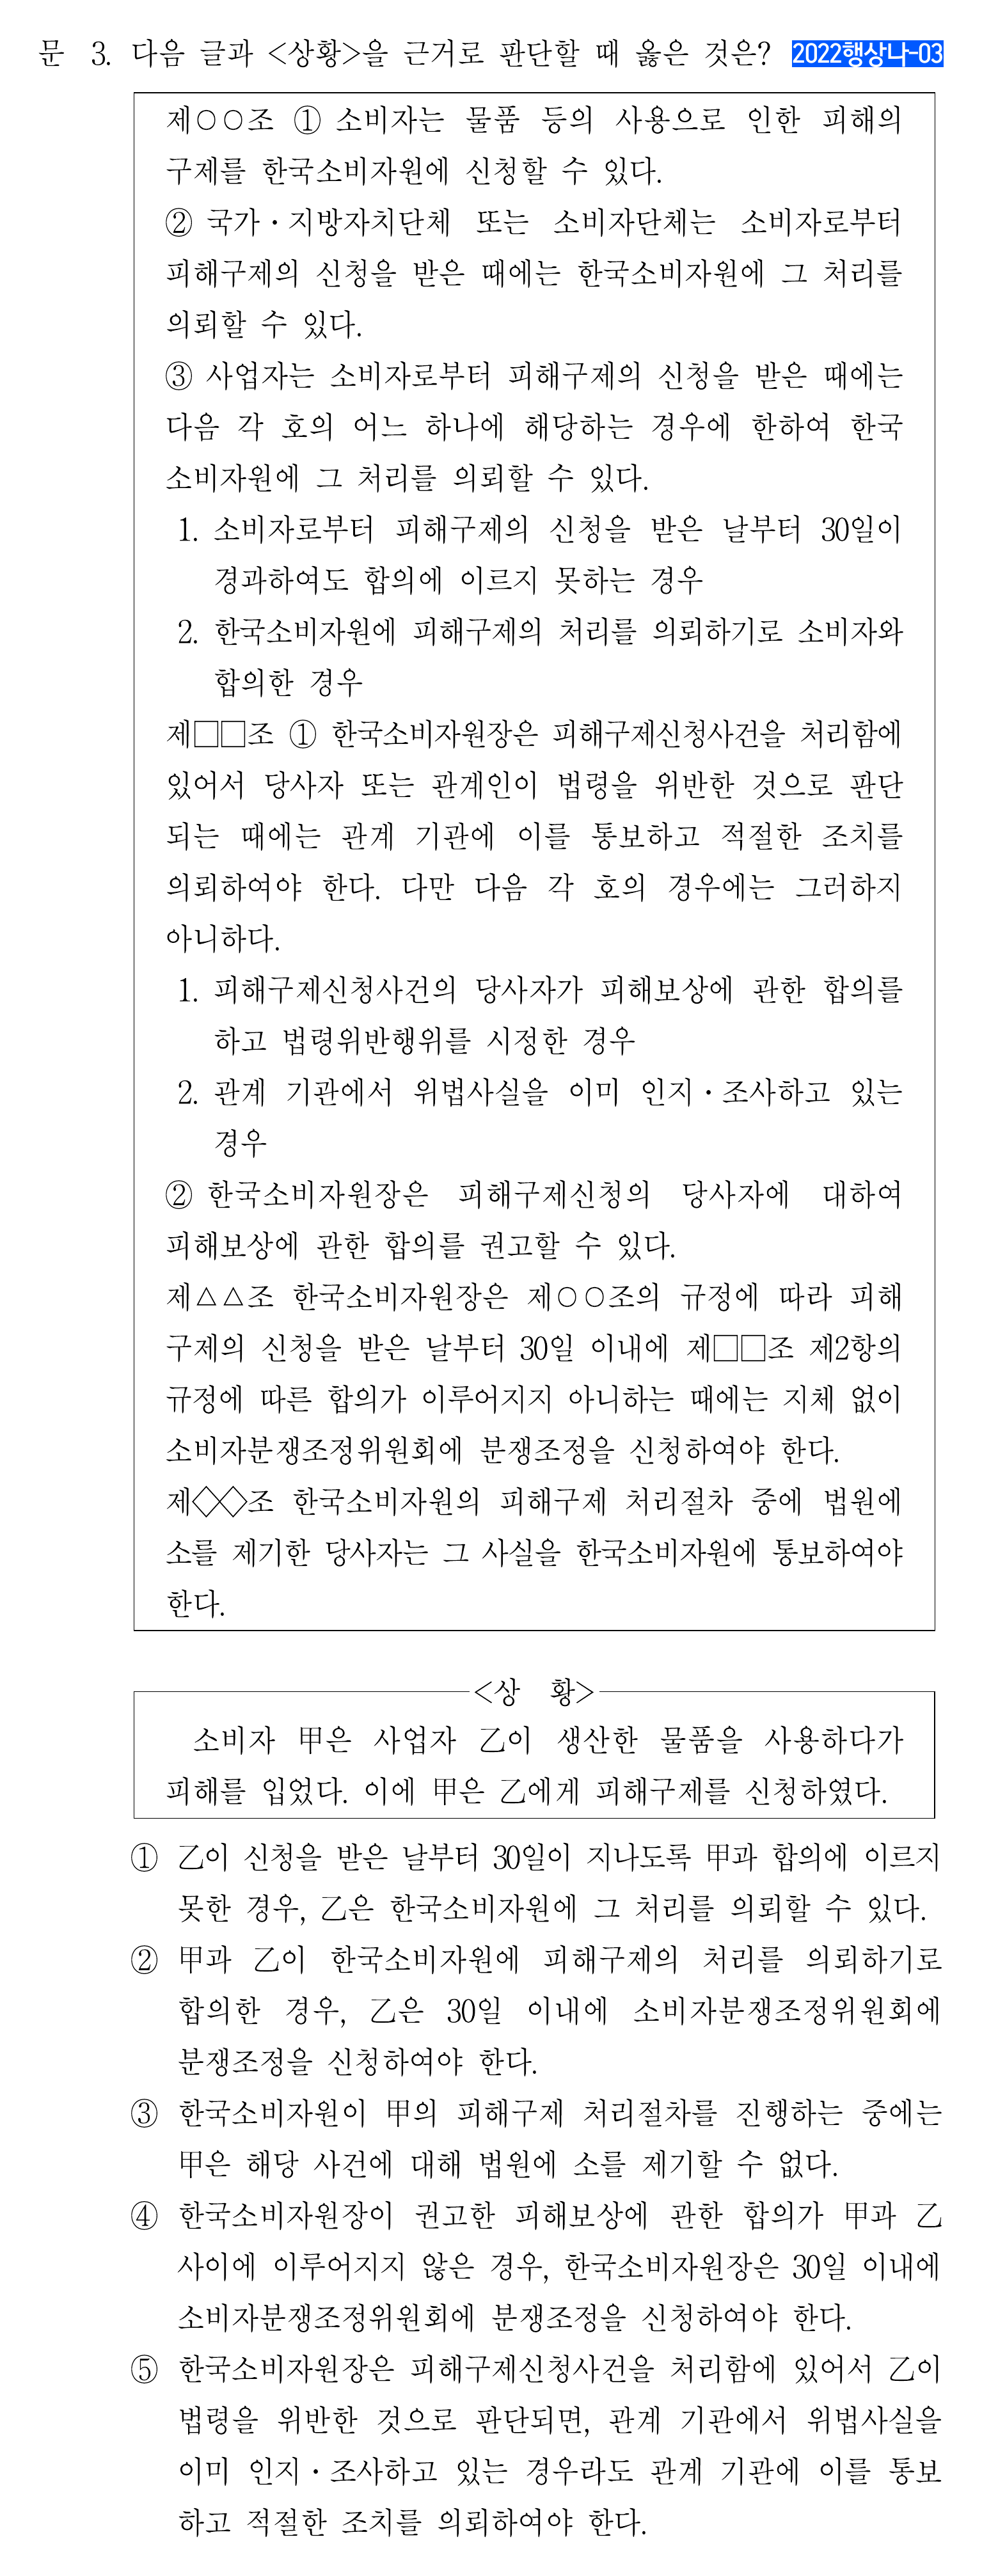 문 3. 다음 글과 <상황>을 근거로 판단할 때 옳은 것은? 2022행상나-03
제○○조 ① 소비자는 물품 등의 사용으로 인한 피해의
구제를 한국소비자원에 신청할 수 있다.
② 국가·지방자치단체 또는 소비자단체는 소비자로부터
피해구제의 신청을 받은 때에는 한국소비자원에 그 처리를
의뢰할 수 있다.
③ 사업자는 소비자로부터 피해구제의 신청을 받은 때에는
다음 각 호의 어느 하나에 해당하는 경우에 한하여 한국
소비자원에 그 처리를 의뢰할 수 있다.
1. 소비자로부터 피해구제의 신청을 받은 날부터 30일이
경과하여도 합의에 이르지 못하는 경우
2. 한국소비자원에 피해구제의 처리를 의뢰하기로 소비자와
합의한 경우
제□□조 ① 한국소비자원장은 피해구제신청사건을 처리함에
있어서 당사자 또는 관계인이 법령을 위반한 것으로 판단
되는 때에는 관계 기관에 이를 통보하고 적절한 조치를
의뢰하여야 한다. 다만 다음 각 호의 경우에는 그러하지
아니하다.
1. 피해구제신청사건의 당사자가 피해보상에 관한 합의를
하고 법령위반행위를 시정한 경우
2. 관계 기관에서 위법사실을 이미 인지·조사하고 있는
경우
② 한국소비자원장은 피해구제신청의 당사자에 대하여
피해보상에 관한 합의를 권고할 수 있다.
제△△조 한국소비자원장은 제○○조의 규정에 따라 피해
구제의 신청을 받은 날부터 30일 이내에 제□□조 제2항의
규정에 따른 합의가 이루어지지 아니하는 때에는 지체 없이
소비자분쟁조정위원회에 분쟁조정을 신청하여야 한다.
제◇◇조 한국소비자원의 피해구제 처리절차 중에 법원에
소를 제기한 당사자는 그 사실을 한국소비자원에 통보하여야
한다.
<상 황>
소비자 甲은 사업자 乙이 생산한 물품을 사용하다가
피해를 입었다. 이에 甲은 乙에게 피해구제를 신청하였다.
① 乙이 신청을 받은 날부터 30일이 지나도록 甲과 합의에 이르지
못한 경우, 乙은 한국소비자원에 그 처리를 의뢰할 수 있다.
② 甲과 乙이 한국소비자원에 피해구제의 처리를 의뢰하기로
합의한 경우, 乙은 30일 이내에 소비자분쟁조정위원회에
분쟁조정을 신청하여야 한다.
③ 한국소비자원이 甲의 피해구제 처리절차를 진행하는 중에는
甲은 해당 사건에 대해 법원에 소를 제기할 수 없다.
④ 한국소비자원장이 권고한 피해보상에 관한 합의가 甲과 乙
사이에 이루어지지 않은 경우, 한국소비자원장은 30일 이내에
소비자분쟁조정위원회에 분쟁조정을 신청하여야 한다.
⑤ 한국소비자원장은 피해구제신청사건을 처리함에 있어서 乙이
법령을 위반한 것으로 판단되면, 관계 기관에서 위법사실을
이미 인지·조사하고 있는 경우라도 관계 기관에 이를 통보
하고 적절한 조치를 의뢰하여야 한다.